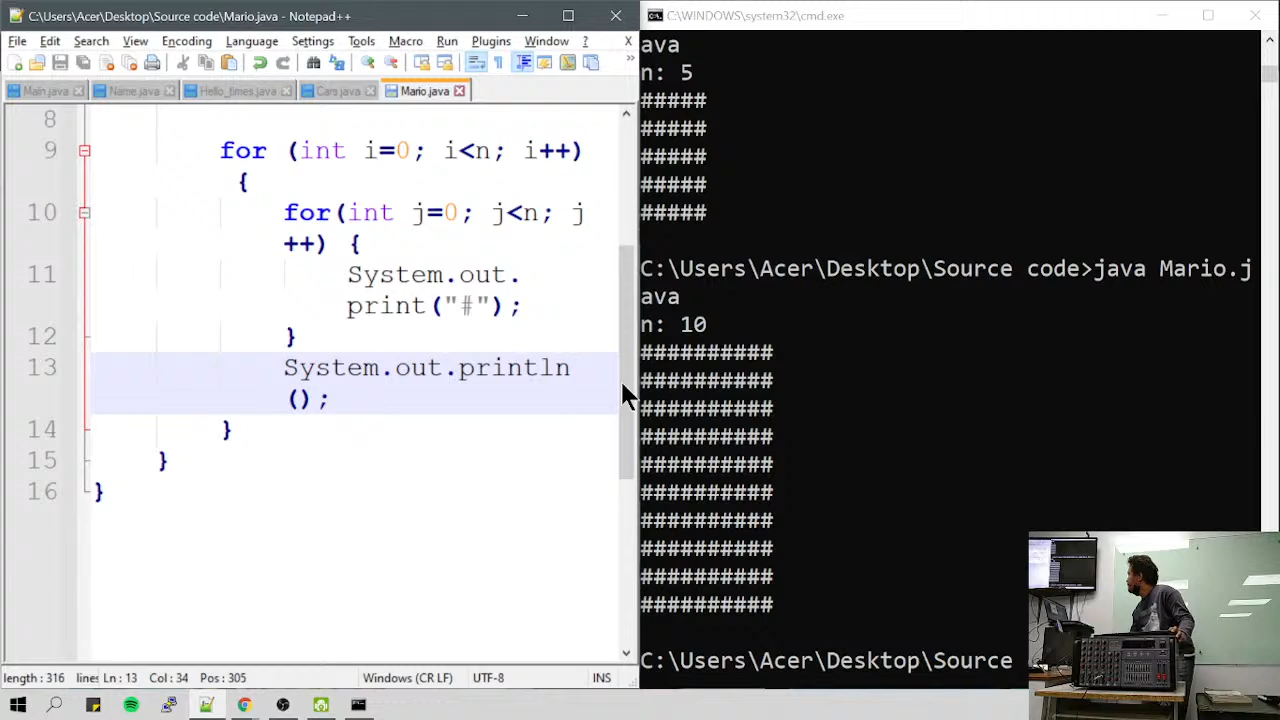 C:\Users\Acer\Desktop\Source code\Mario.java - Notepad++
File Edit Search View Encoding Language Settings Tools Macro Run Plugins Window ? X
Main.java Name.java Hello_times.java Cars.java Mario.java
8
9 for (int i=0; i<n; i++)
{
10 for(int j=0; j<n; j
++) {
11 System.out.
print("#");
12 }
13 System.out.println
();
14 }
15 }
16 }
length : 316 lines Ln : 13 Col : 34 Pos : 305 Windows (CR LF) UTF-8 INS
C:\WINDOWS\system32\cmd.exe
ava
n: 5
#####
#####
#####
#####
#####
C:\Users\Acer\Desktop\Source code>java Mario.j
ava
n: 10
##########
##########
##########
##########
##########
##########
##########
##########
##########
##########
C:\Users\Acer\Desktop\Source